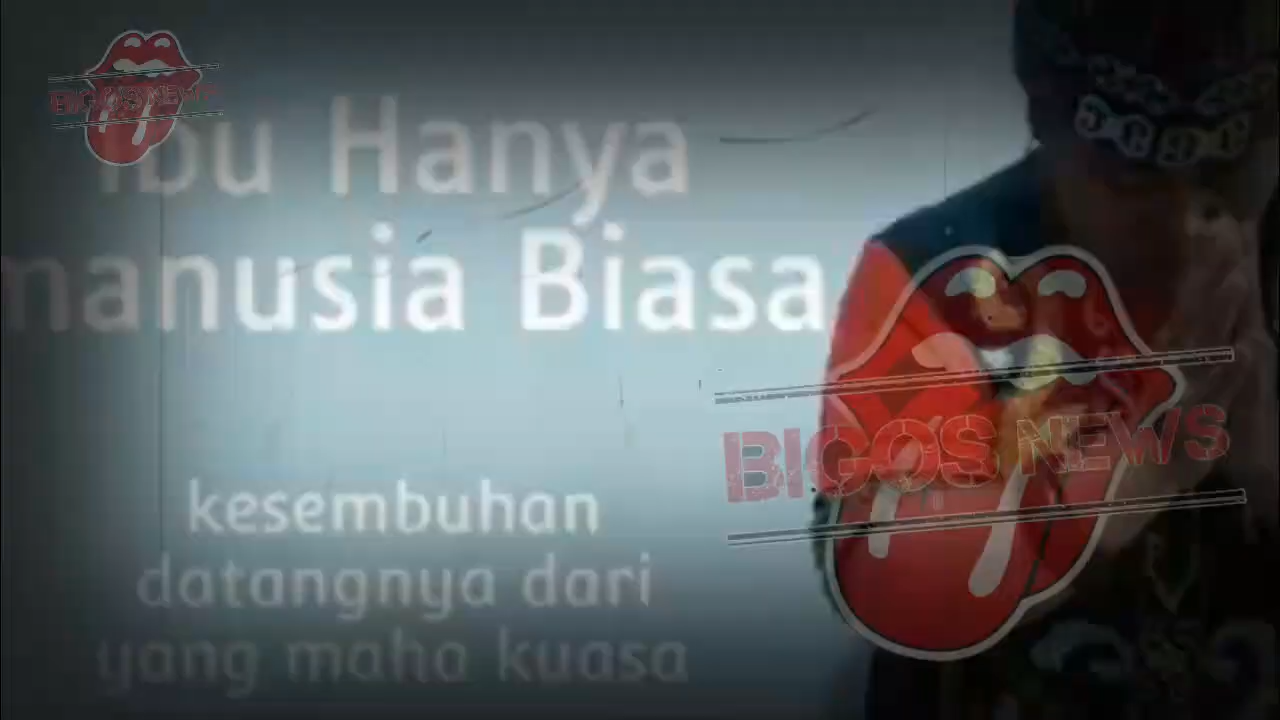 BIGOS NEWS
Ibu Hanya
manusia Biasa
BIGOS NEWS
kesembuhan
datangnya dari
yang maha kuasa